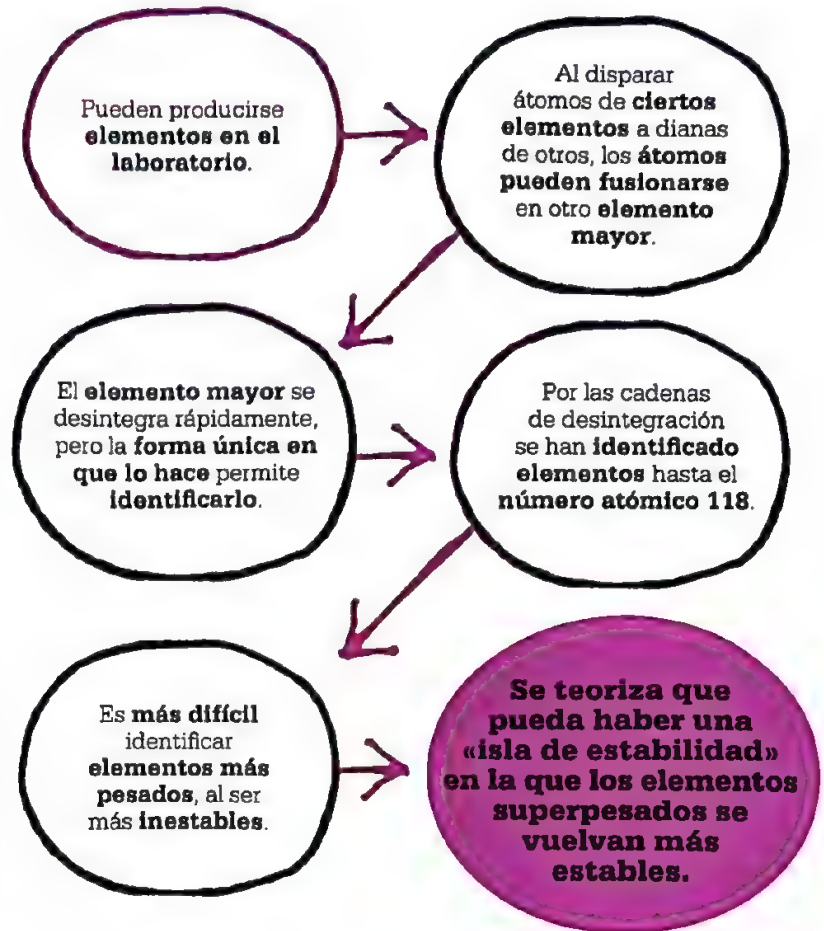 Pueden producirse
elementos en el
laboratorio.
Al disparar
átomos de ciertos
elementos a dianas
de otros, los átomos
pueden fusionarse
en otro elemento
mayor.
El elemento mayor se
desintegra rápidamente,
pero la forma única en
que lo hace permite
identificarlo.
Por las cadenas
de desintegración
se han identificado
elementos hasta el
número atómico 118.
Es más difícil
identificar
elementos más
pesados, al ser
más inestables.
Se teoriza que
pueda haber una
«isla de estabilidad»
en la que los elementos
superpesados se
vuelvan más
estables.